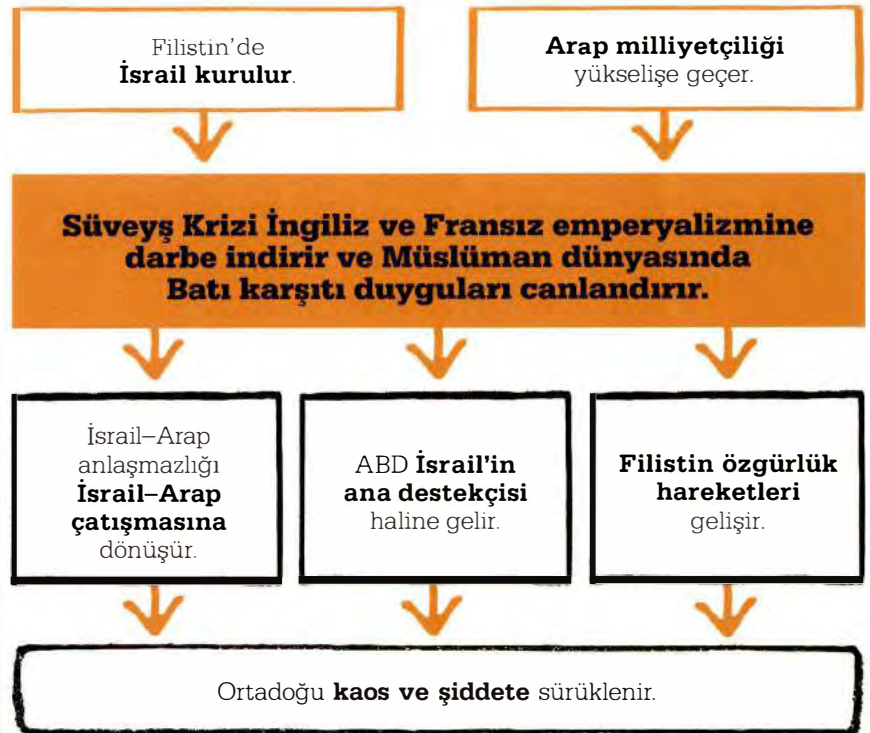 Filistin'de
İsrail kurulur.
Arap milliyetçiliği
yükselişe geçer.
Süveyş Krizi İngiliz ve Fransız emperyalizmine
darbe indirir ve Müslüman dünyasında
Batı karşıtı duyguları canlandırır.
İsrail–Arap
anlaşmazlığı
İsrail–Arap
çatışmasına
dönüşür.
ABD İsrail'in
ana destekçisi
haline gelir.
Filistin özgürlük
hareketleri
gelişir.
Ortadoğu kaos ve şiddete sürüklenir.